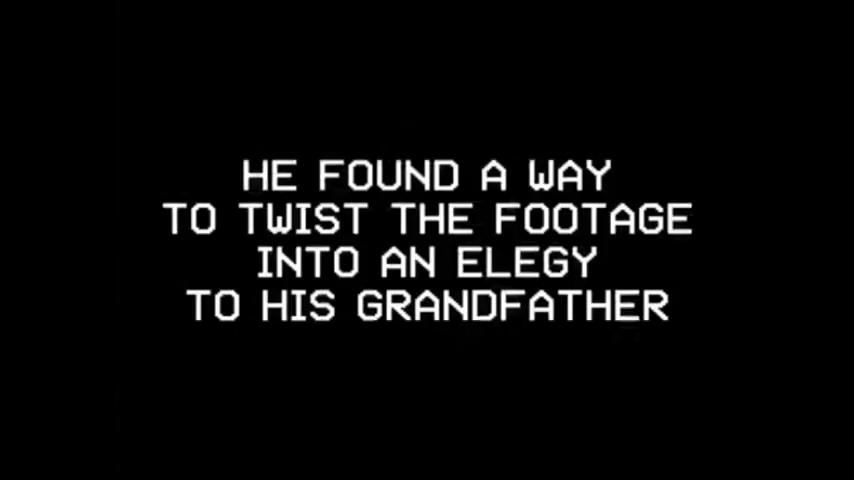 HE FOUND A WAY
TO TWIST THE FOOTAGE
INTO AN ELEGY
TO HIS GRANDFATHER